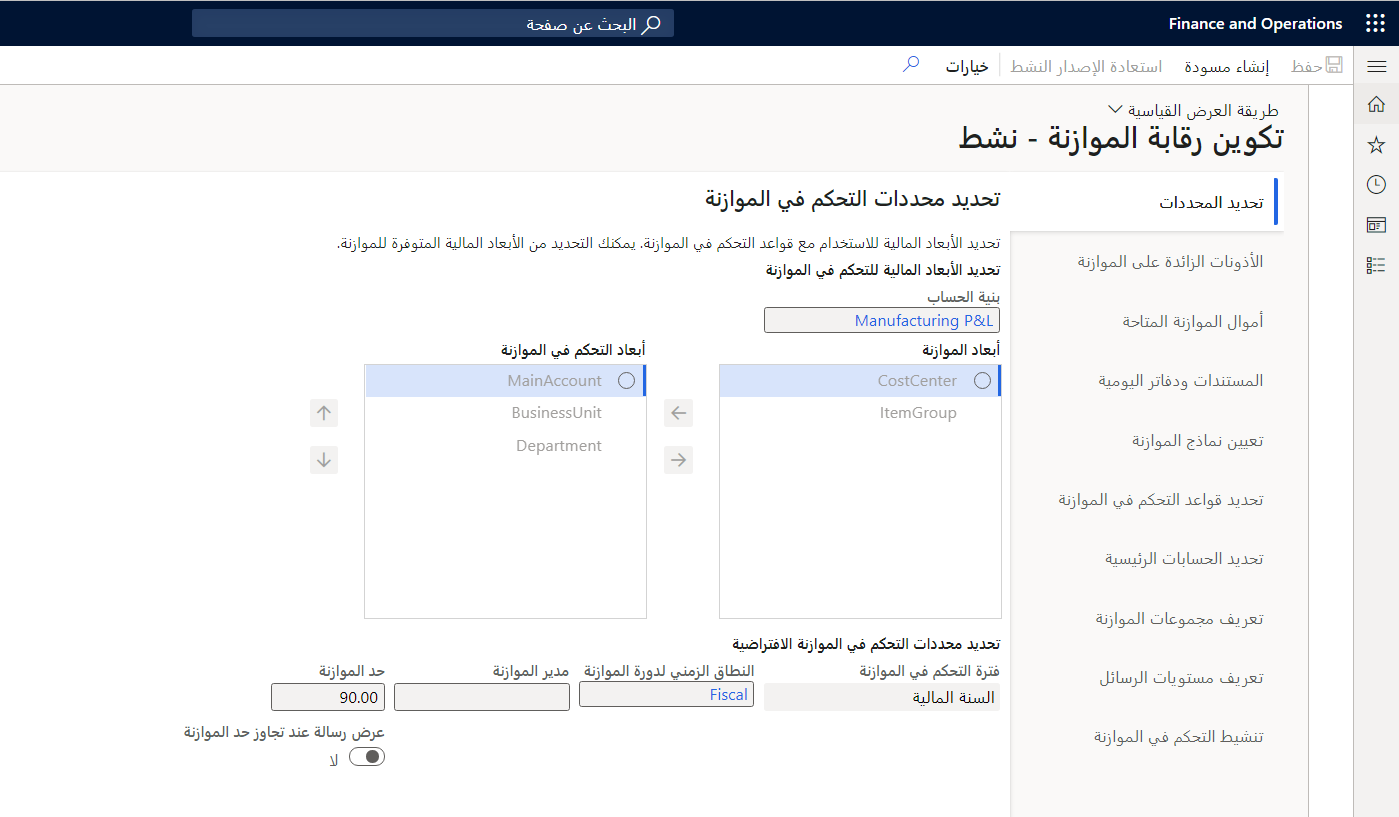 Finance and Operations
البحث عن صفحة
حفظ
إنشاء مسودة
استعادة الإصدار النشط
خيارات
طريقة العرض القياسية
تكوين رقابة الموازنة - نشط
تحديد المحددات
الأذونات الزائدة على الموازنة
أموال الموازنة المتاحة
المستندات ودفاتر اليومية
تعيين نماذج الموازنة
تحديد قواعد التحكم في الموازنة
تحديد الحسابات الرئيسية
تعريف مجموعات الموازنة
تعريف مستويات الرسائل
تنشيط التحكم في الموازنة
تحديد محددات التحكم في الموازنة
تحديد الأبعاد المالية للاستخدام مع قواعد التحكم في الموازنة. يمكنك التحديد من الأبعاد المالية المتوفرة للموازنة.
تحديد الأبعاد المالية للتحكم في الموازنة
بنية الحساب
Manufacturing P&L
أبعاد الموازنة
CostCenter
ItemGroup
أبعاد التحكم في الموازنة
MainAccount
BusinessUnit
Department
تحديد محددات التحكم في الموازنة الافتراضية
فترة التحكم في الموازنة
السنة المالية
النطاق الزمني لدورة الموازنة
Fiscal
مدير الموازنة
حد الموازنة
90.00
عرض رسالة عند تجاوز حد الموازنة
لا